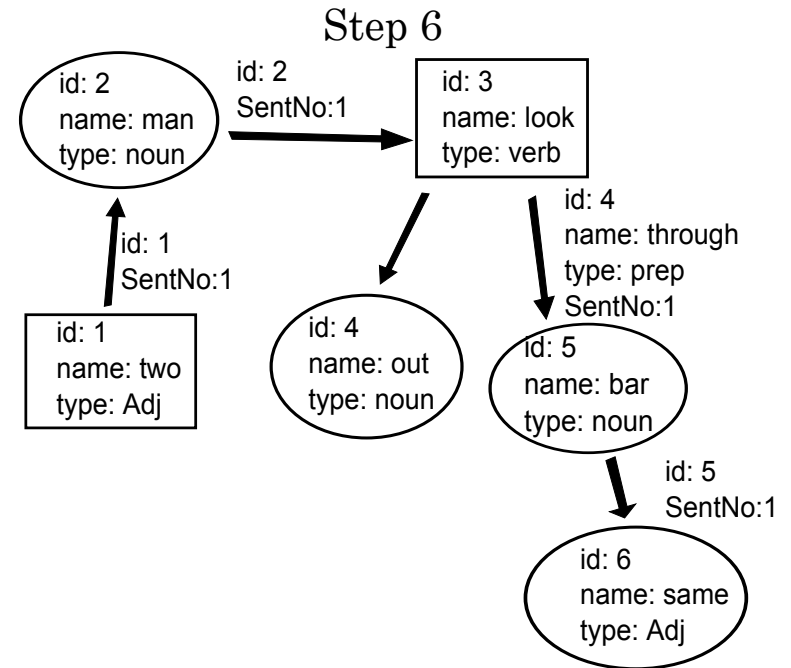 Step 6
id: 2
name: man
type: noun
id: 2
SentNo:1
id: 3
name: look
type: verb
id: 1
SentNo:1
id: 4
name: through
type: prep
SentNo:1
id: 1
name: two
type: Adj
id: 4
name: out
type: noun
id: 5
name: bar
type: noun
id: 5
SentNo:1
id: 6
name: same
type: Adj